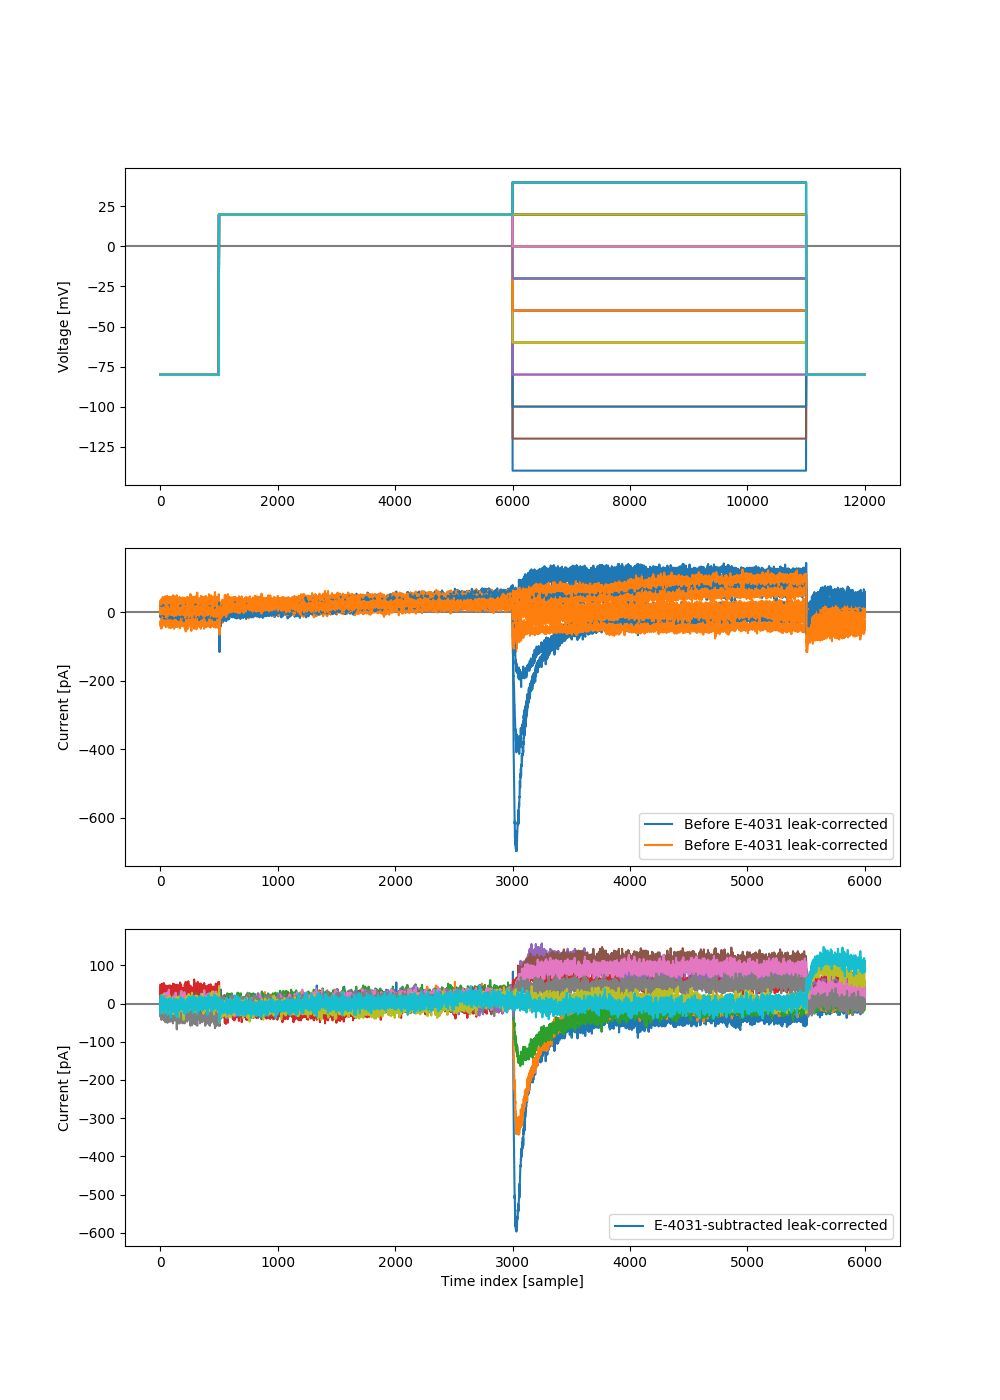 25
0
−25
−50
−75
−100
−125
Voltage [mV]
0 2000 4000 6000 8000 10000 12000
0
−200
−400
−600
Current [pA]
Before E-4031 leak-corrected
Before E-4031 leak-corrected
0 1000 2000 3000 4000 5000 6000
100
0
−100
−200
−300
−400
−500
−600
Current [pA]
E-4031-subtracted leak-corrected
0 1000 2000 3000 4000 5000 6000
Time index [sample]